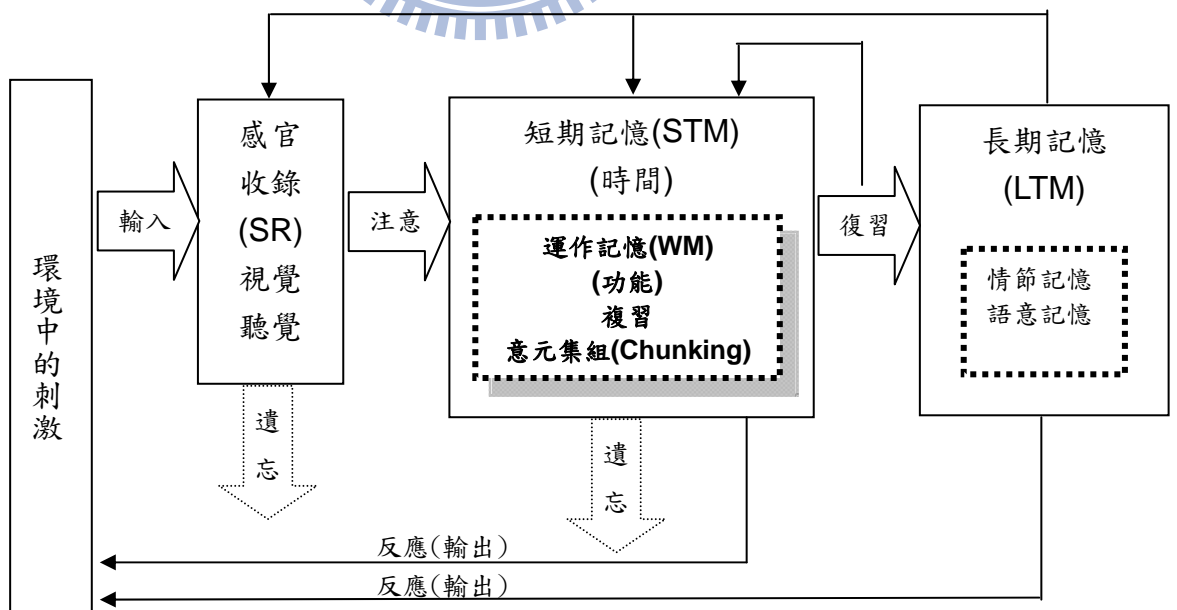 環境中的刺激
輸入
感官
收錄
(SR)
視覺
聽覺
注意
短期記憶(STM)
(時間)
運作記憶(WM)
(功能)
複習
意元集組(Chunking)
復習
長期記憶
(LTM)
情節記憶
語意記憶
遺忘
遺忘
反應(輸出)
反應(輸出)